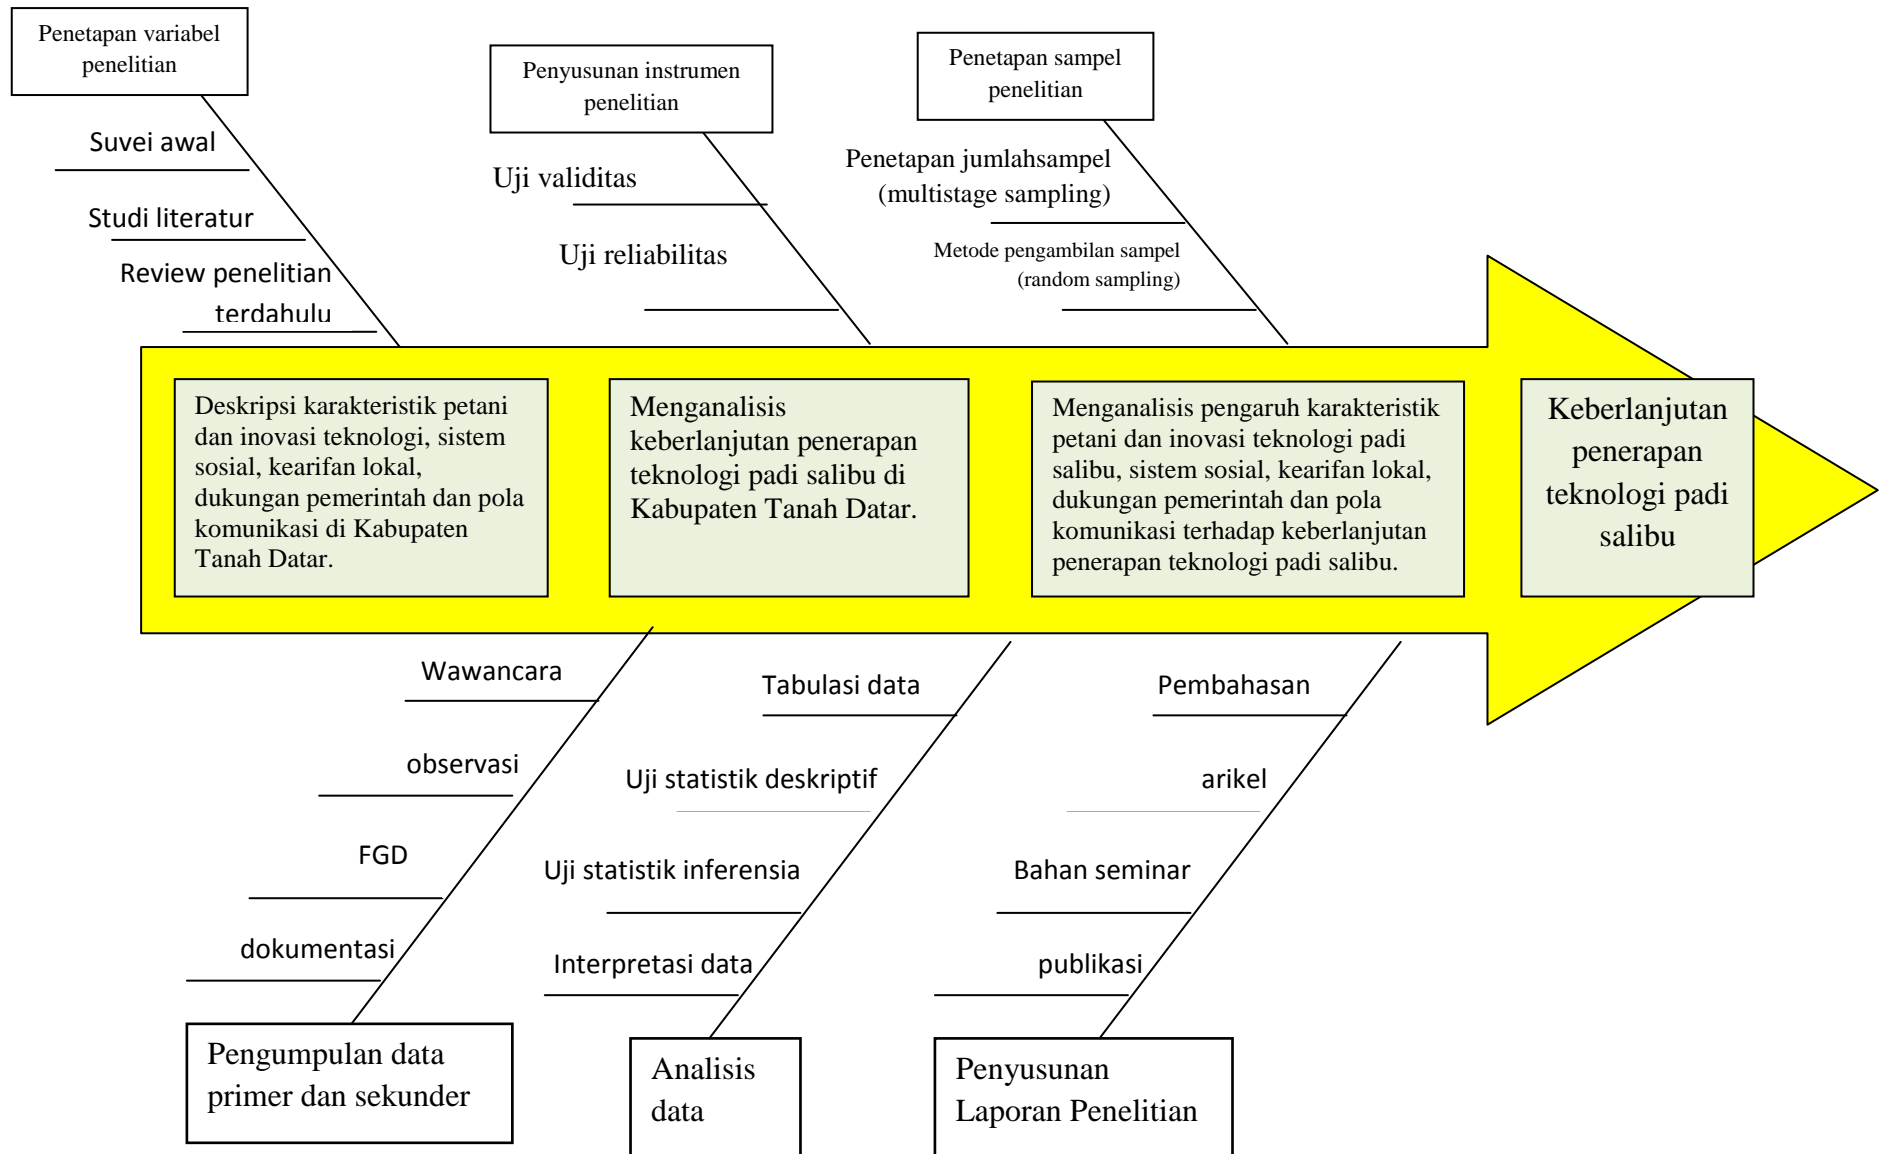 Penetapan variabel
penelitian
Suvei awal
Studi literatur
Review penelitian
terdahulu
Penyusunan instrumen
penelitian
Uji validitas
Uji reliabilitas
Penetapan sampel
penelitian
Penetapan jumlahsampel
(multistage sampling)
Metode pengambilan sampel
(random sampling)
Deskripsi karakteristik petani
dan inovasi teknologi, sistem
sosial, kearifan lokal,
dukungan pemerintah dan pola
komunikasi di Kabupaten
Tanah Datar.
Menganalisis
keberlanjutan penerapan
teknologi padi salibu di
Kabupaten Tanah Datar.
Menganalisis pengaruh karakteristik
petani dan inovasi teknologi padi
salibu, sistem sosial, kearifan lokal,
dukungan pemerintah dan pola
komunikasi terhadap keberlanjutan
penerapan teknologi padi salibu.
Keberlanjutan
penerapan
teknologi padi
salibu
Wawancara
observasi
FGD
dokumentasi
Pengumpulan data
primer dan sekunder
Tabulasi data
Uji statistik deskriptif
Uji statistik inferensia
Interpretasi data
Analisis
data
Pembahasan
arikel
Bahan seminar
publikasi
Penyusunan
Laporan Penelitian